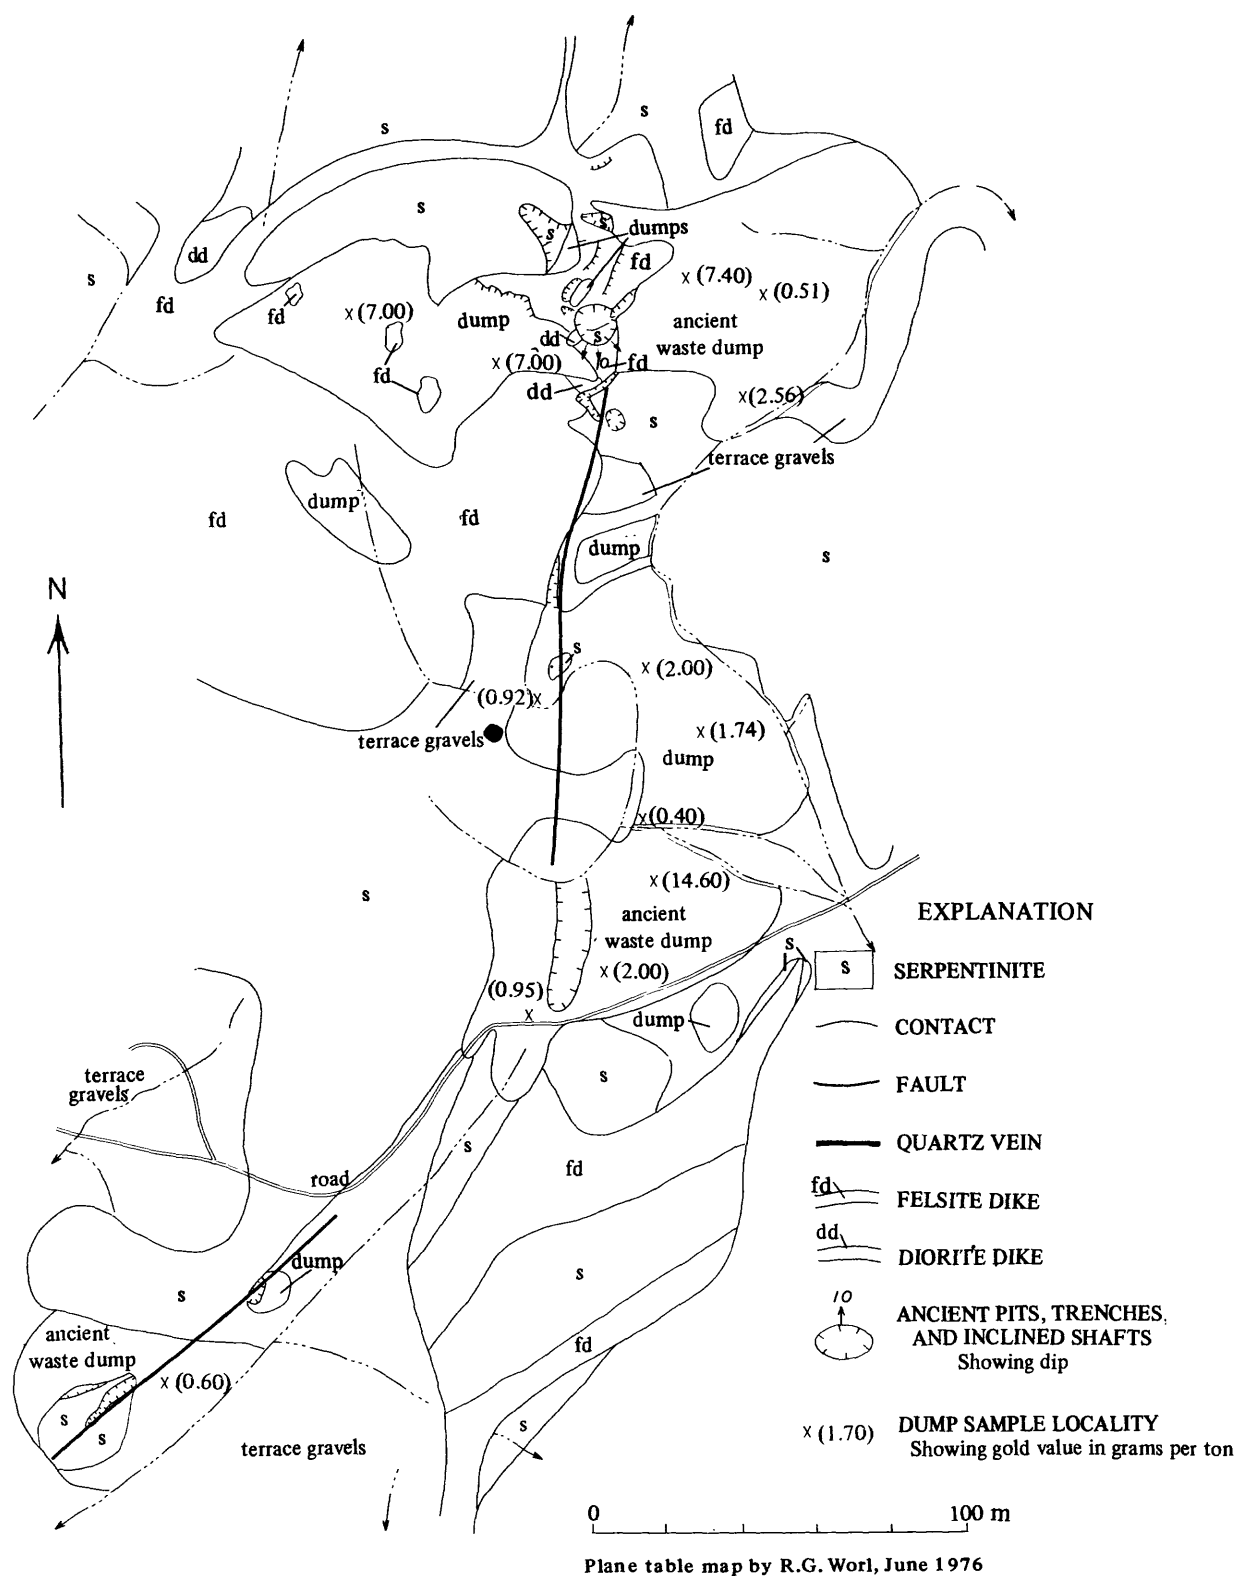 s
s
fd
s
s
dumps
dd
fd
s
fd
x (7.40)
x (0.51)
fd
x (7.00)
dump
ancient
waste dump
dd
s
x (7.00)
10
fd
fd
dd
x (2.56)
s
terrace gravels
dump
fd
fd
dump
s
N
s
x (2.00)
(0.92) x
x (1.74)
terrace gravels
dump
x (0.40)
s
x (14.60)
ancient
waste dump
x (2.00)
(0.95)
x
s
dump
s
terrace
gravels
s
fd
road
dump
s
s
ancient
waste dump
fd
x (0.60)
s
s
s
terrace gravels
EXPLANATION
s SERPENTINITE
CONTACT
FAULT
QUARTZ VEIN
fd FELSITE DIKE
dd DIORITE DIKE
10
ANCIENT PITS, TRENCHES,
AND INCLINED SHAFTS
Showing dip
x (1.70) DUMP SAMPLE LOCALITY
Showing gold value in grams per ton
0 100 m
Plane table map by R.G. Worl, June 1976